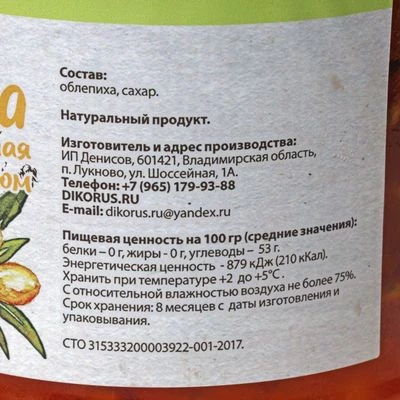 а
ная
ом
Состав:
облепиха, сахар.
Натуральный продукт.
Изготовитель и адрес производства:
ИП Денисов, 601421, Владимирская область,
п. Лукново, ул. Шоссейная, 1А.
Телефон: +7 (965) 179-93-88
DIKORUS.RU
E-mail: dikorus.ru@yandex.ru
Пищевая ценность на 100 гр (средние значения):
белки – 0 г, жиры - 0 г, углеводы – 53 г.
Энергетическая ценность - 879 кДж (210 кКал).
Хранить при температуре +2 до +5°С .
С относительной влажностью воздуха не более 75%.
Срок хранения: 8 месяцев с даты изготовления и
упаковывания.
СТО 315333200003922-001-2017.